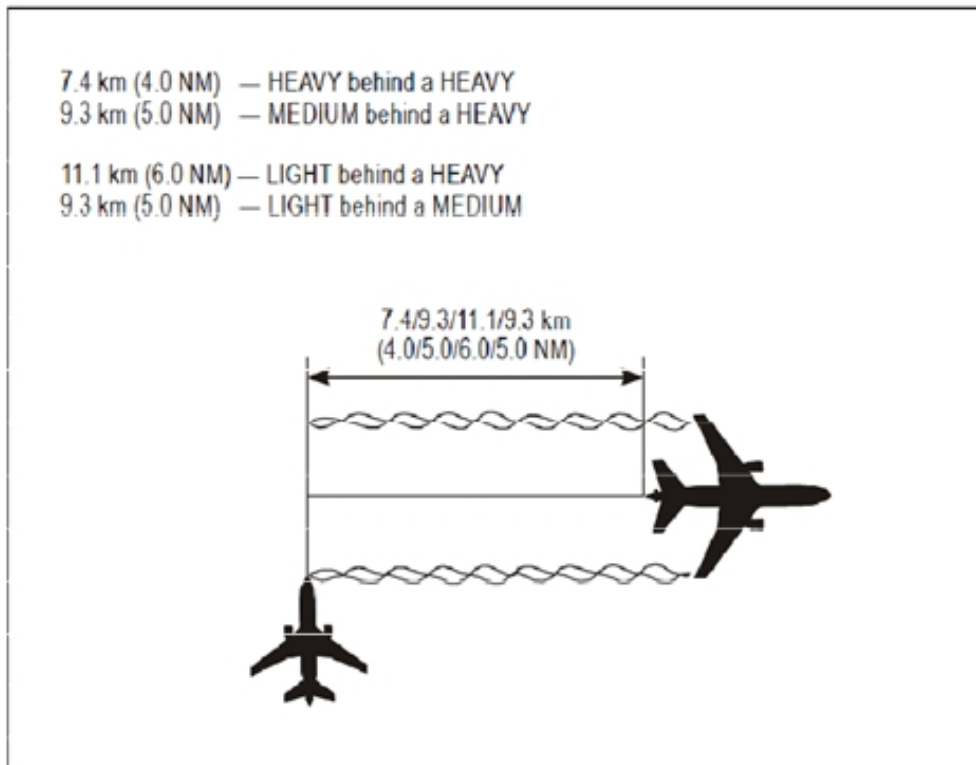 7.4 km (4.0 NM) — HEAVY behind a HEAVY
9.3 km (5.0 NM) — MEDIUM behind a HEAVY
11.1 km (6.0 NM) — LIGHT behind a HEAVY
9.3 km (5.0 NM) — LIGHT behind a MEDIUM
7.4/9.3/11.1/9.3 km
(4.0/5.0/6.0/5.0 NM)